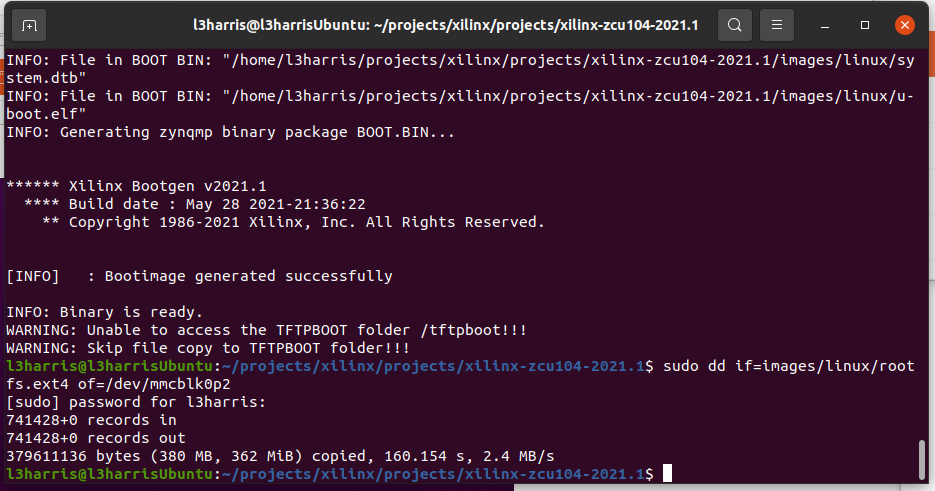 l3harris@l3harrisUbuntu: ~/projects/xilinx/projects/xilinx-zcu104-2021.1
INFO: File in BOOT BIN: "/home/l3harris/projects/xilinx/projects/xilinx-zcu104-2021.1/images/linux/sy
stem.dtb"
INFO: File in BOOT BIN: "/home/l3harris/projects/xilinx/projects/xilinx-zcu104-2021.1/images/linux/u-
boot.elf"
INFO: Generating zynqmp binary package BOOT.BIN...
****** Xilinx Bootgen v2021.1
**** Build date : May 28 2021-21:36:22
** Copyright 1986-2021 Xilinx, Inc. All Rights Reserved.
[INFO]   : Bootimage generated successfully
INFO: Binary is ready.
WARNING: Unable to access the TFTPBOOT folder /tftpboot!!!
WARNING: Skip file copy to TFTPBOOT folder!!!
l3harris@l3harrisUbuntu:~/projects/xilinx/projects/xilinx-zcu104-2021.1$ sudo dd if=images/linux/root
fs.ext4 of=/dev/mmcblk0p2
[sudo] password for l3harris:
741428+0 records in
741428+0 records out
379611136 bytes (380 MB, 362 MiB) copied, 160.154 s, 2.4 MB/s
l3harris@l3harrisUbuntu:~/projects/xilinx/projects/xilinx-zcu104-2021.1$